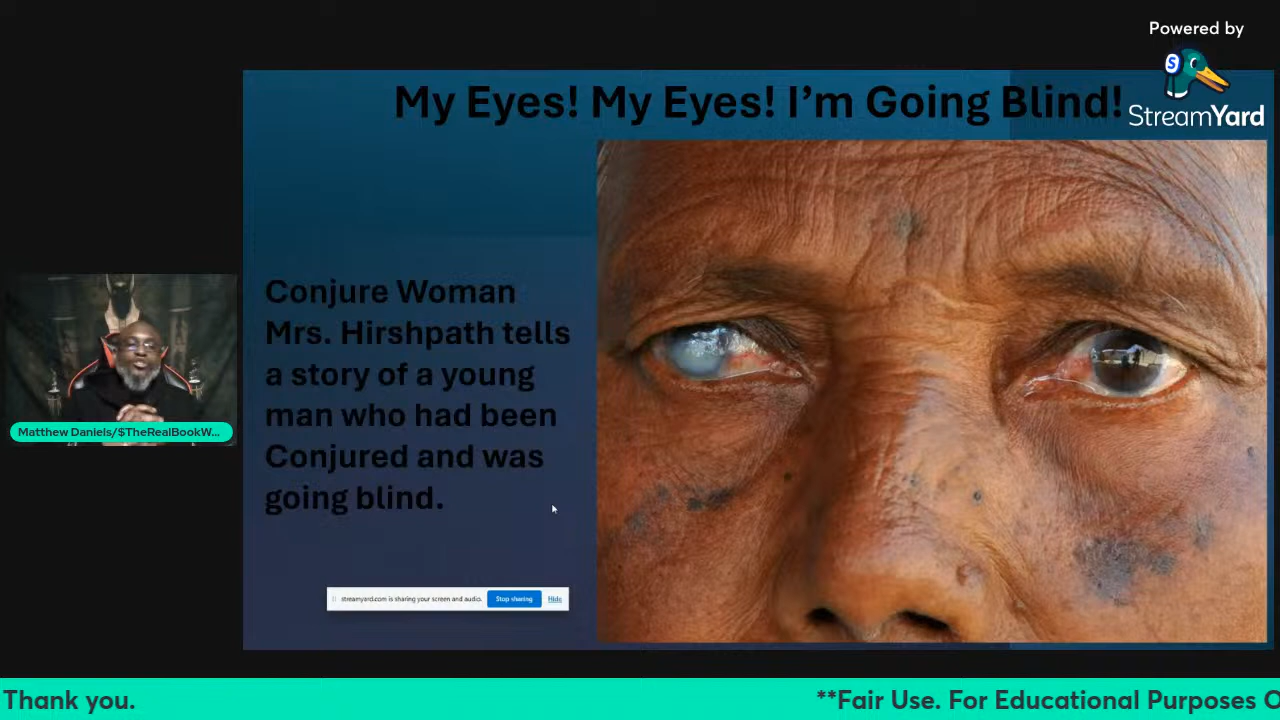 Powered by
StreamYard
My Eyes! My Eyes! I’m Going Blind!
Conjure Woman
Mrs. Hirshpath tells
a story of a young
man who had been
Conjured and was
going blind.
Matthew Daniels/$TheRealBookW...
streamyard.com is sharing your screen and audio.
Stop sharing
Hide
Thank you.
**Fair Use. For Educational Purposes